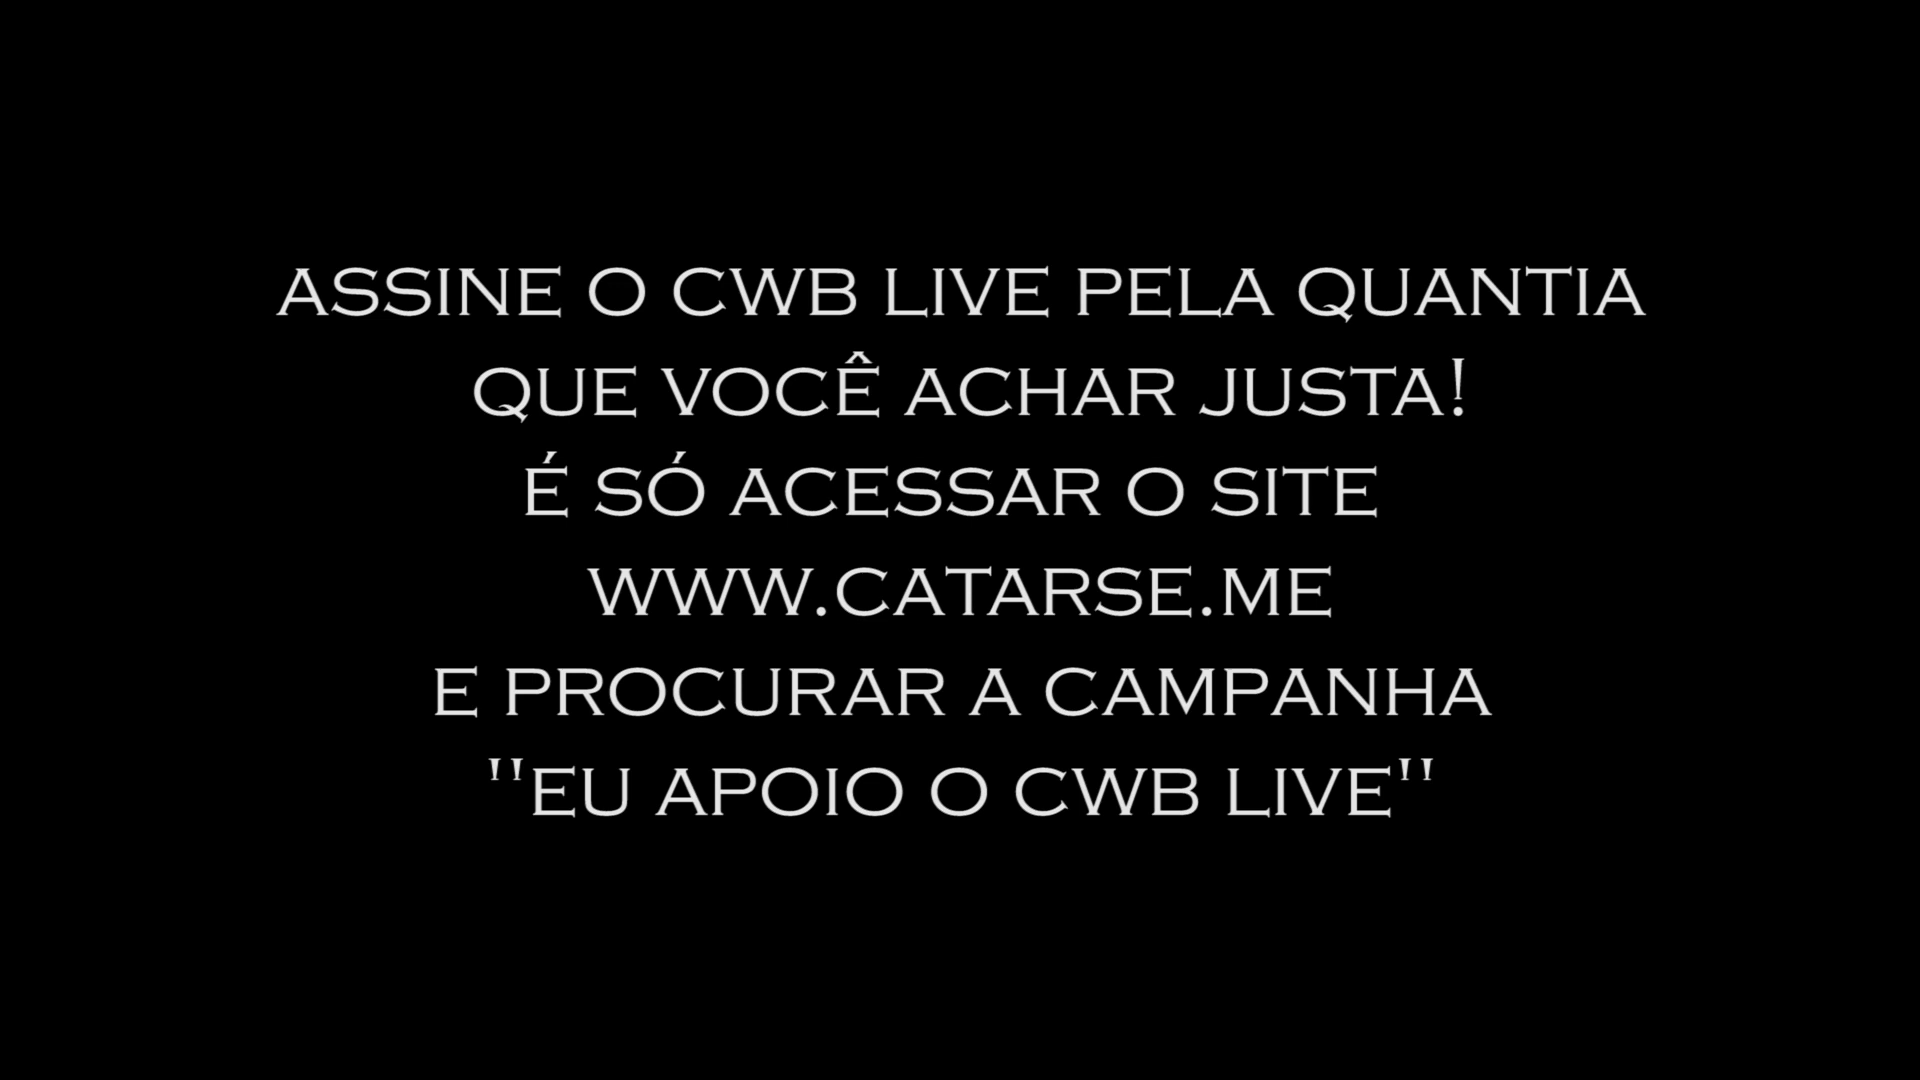 ASSINE O CWB LIVE PELA QUANTIA
QUE VOCÊ ACHAR JUSTA!
É SÓ ACESSAR O SITE
WWW.CATARSE.ME
E PROCURAR A CAMPANHA
"EU APOIO O CWB LIVE"